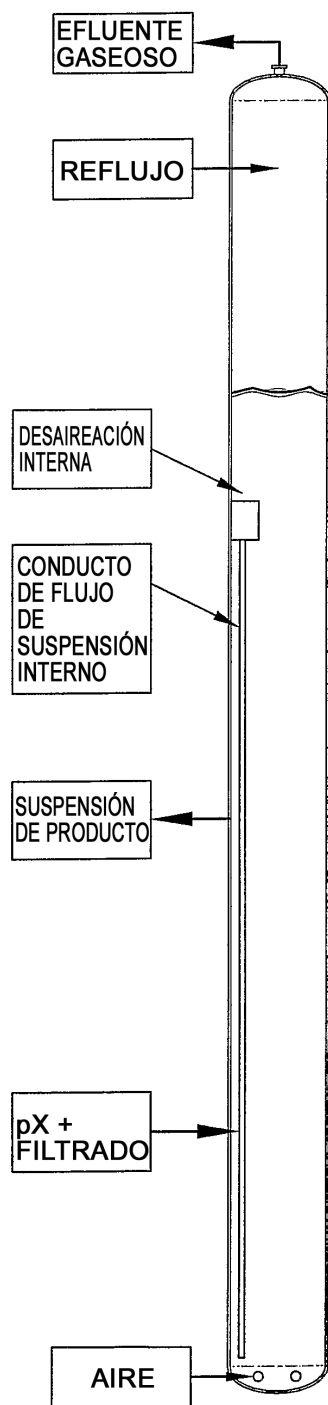 EFLUENTE
GASEOSO
REFLUJO
DESAIREACIÓN
INTERNA
CONDUCTO
DE FLUJO
DE
SUSPENSIÓN
INTERNO
SUSPENSIÓN
DE PRODUCTO
pX +
FILTRADO
AIRE